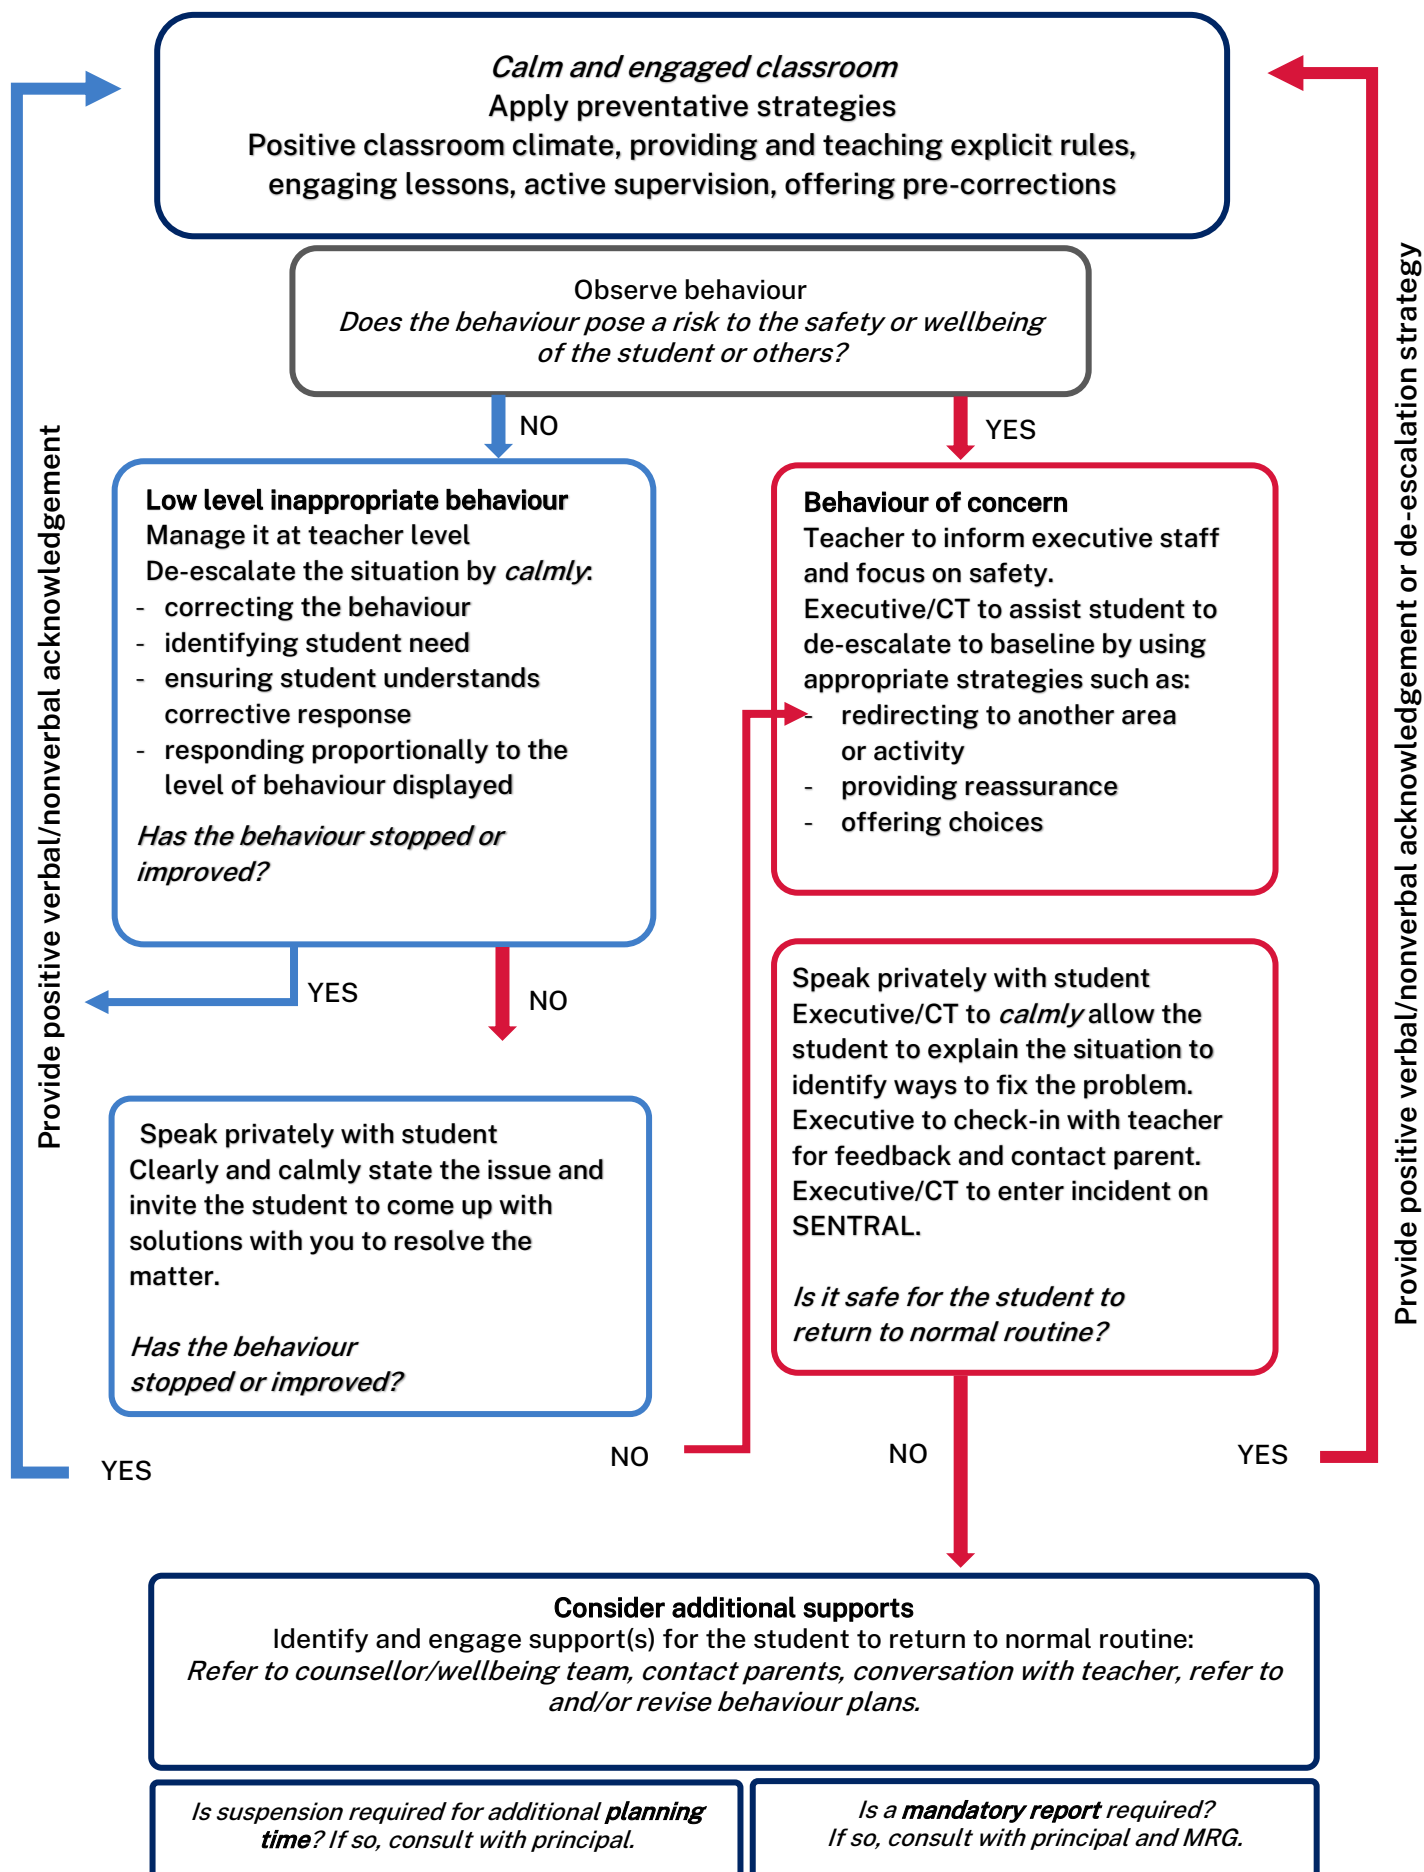 Calm and engaged classroom
Apply preventative strategies
Positive classroom climate, providing and teaching explicit rules,
engaging lessons, active supervision, offering pre-corrections
Observe behaviour
Does the behaviour pose a risk to the safety or wellbeing
of the student or others?
NO
YES
Low level inappropriate behaviour
Manage it at teacher level
De-escalate the situation by calmly:
- correcting the behaviour
- identifying student need
- ensuring student understands
corrective response
- responding proportionally to the
level of behaviour displayed
Has the behaviour stopped or
improved?
Behaviour of concern
Teacher to inform executive staff
and focus on safety.
Executive/CT to assist student to
de-escalate to baseline by using
appropriate strategies such as:
- redirecting to another area
or activity
- providing reassurance
- offering choices
YES
NO
Speak privately with student
Clearly and calmly state the issue and
invite the student to come up with
solutions with you to resolve the
matter.
Has the behaviour
stopped or improved?
Speak privately with student
Executive/CT to calmly allow the
student to explain the situation to
identify ways to fix the problem.
Executive to check-in with teacher
for feedback and contact parent.
Executive/CT to enter incident on
SENTRAL.
Is it safe for the student to
return to normal routine?
YES
NO
NO
YES
Provide positive verbal/nonverbal acknowledgement
Provide positive verbal/nonverbal acknowledgement or de-escalation strategy
Consider additional supports
Identify and engage support(s) for the student to return to normal routine:
Refer to counsellor/wellbeing team, contact parents, conversation with teacher, refer to
and/or revise behaviour plans.
Is suspension required for additional planning
time? If so, consult with principal.
Is a mandatory report required?
If so, consult with principal and MRG.